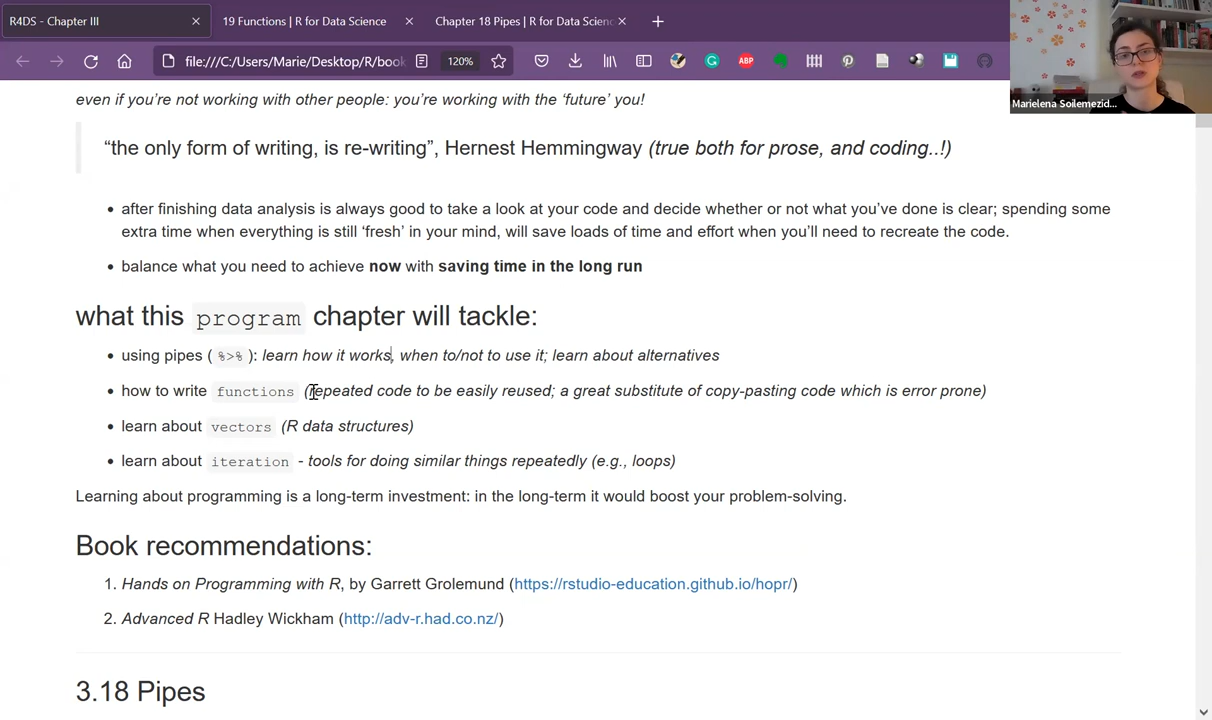 R4DS - Chapter III
19 Functions | R for Data Science
Chapter 18 Pipes | R for Data Scienc
file:///C:/Users/Marie/Desktop/R/book
120%
ABP
Marielena Soilemezid...
even if you're not working with other people: you're working with the 'future' you!
"the only form of writing, is re-writing", Hernest Hemmingway (true both for prose, and coding..!)
• after finishing data analysis is always good to take a look at your code and decide whether or not what you've done is clear; spending some
extra time when everything is still 'fresh' in your mind, will save loads of time and effort when you'll need to recreate the code.
• balance what you need to achieve now with saving time in the long run
what this program chapter will tackle:
• using pipes ( %>% ): learn how it works, when to/not to use it; learn about alternatives
• how to write functions (repeated code to be easily reused; a great substitute of copy-pasting code which is error prone)
• learn about vectors (R data structures)
• learn about iteration - tools for doing similar things repeatedly (e.g., loops)
Learning about programming is a long-term investment: in the long-term it would boost your problem-solving.
Book recommendations:
1. Hands on Programming with R, by Garrett Grolemund (https://rstudio-education.github.io/hopr/)
2. Advanced R Hadley Wickham (http://adv-r.had.co.nz/)
3.18 Pipes